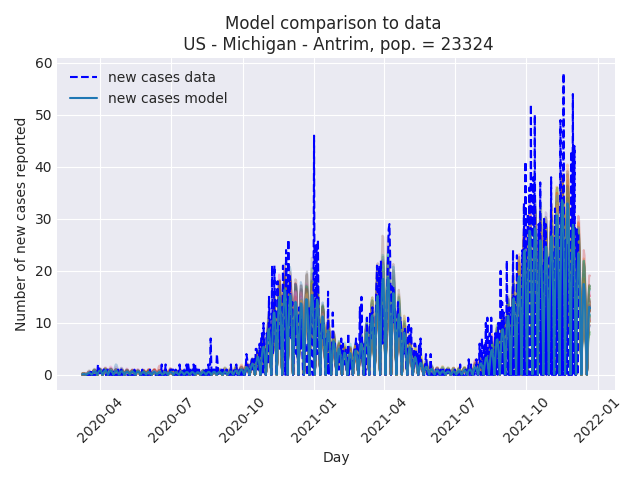 Model comparison to data
US - Michigan - Antrim, pop. = 23324
new cases data
new cases model
Number of new cases reported
60
50
40
30
20
10
0
2020-04
2020-07
2020-10
2021-01
2021-04
2021-07
2021-10
2022-01
Day